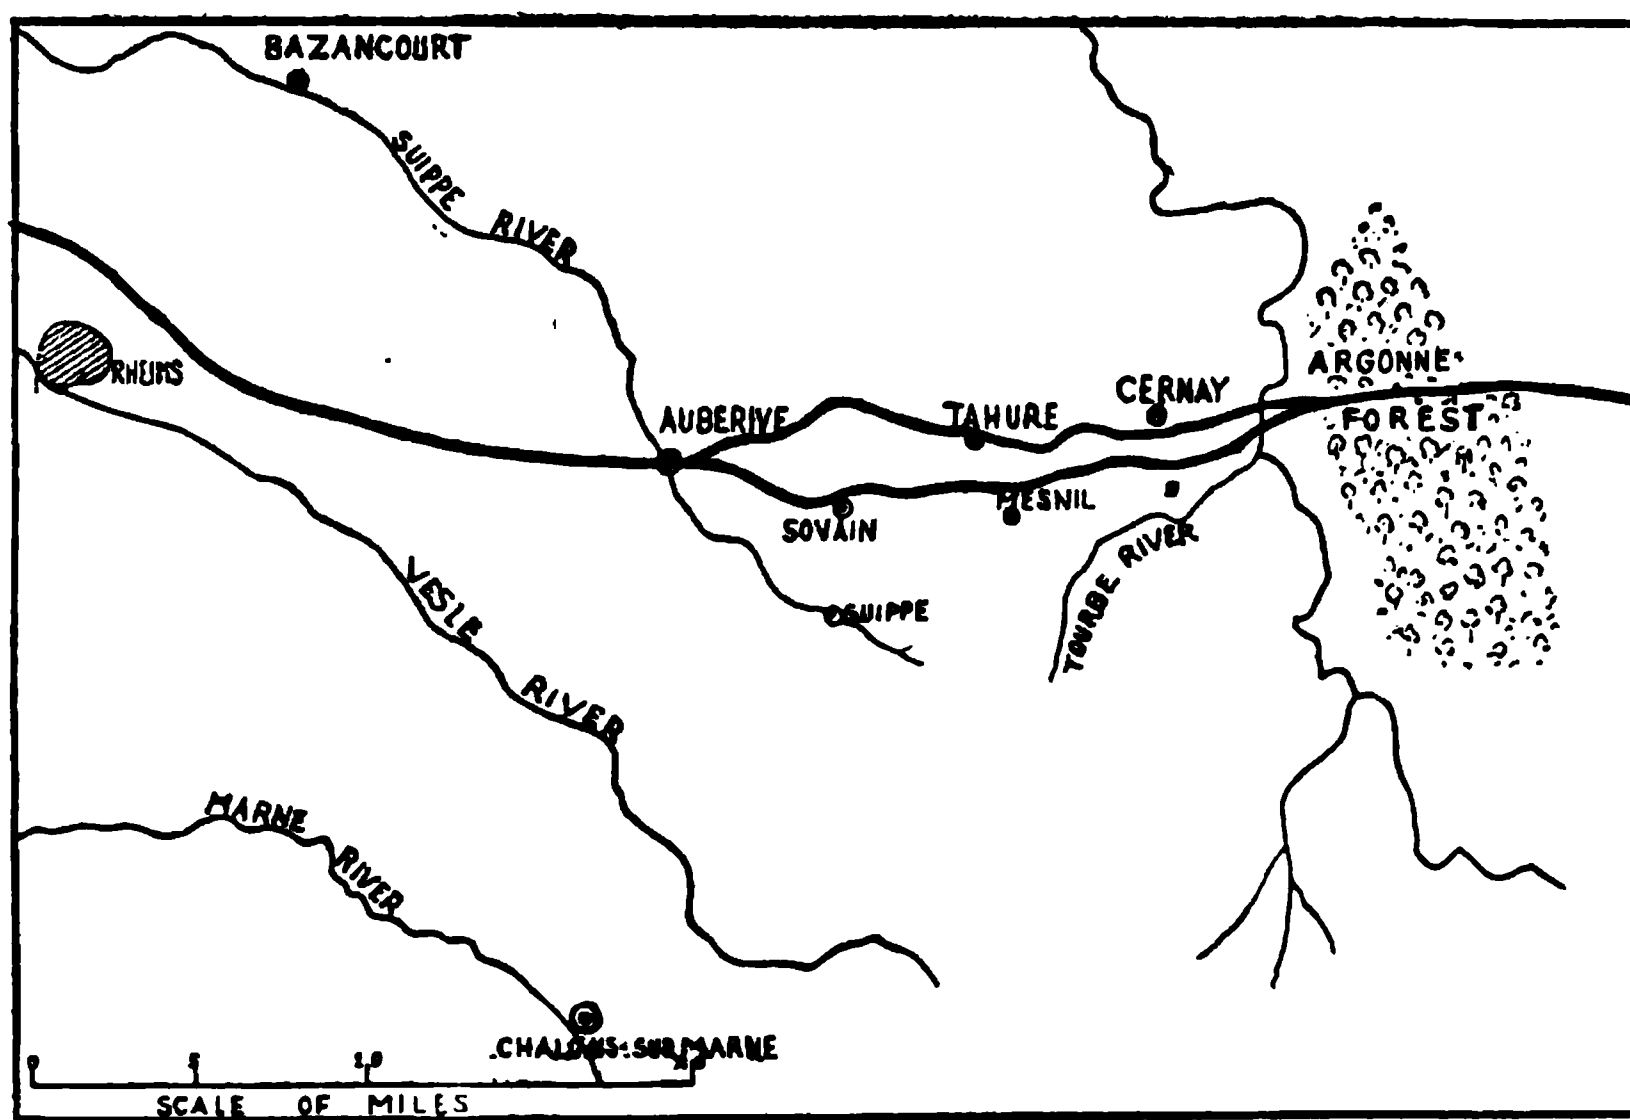 BAZANCOURT
SUIPPE RIVER
RHEIMS
AUBERIVE
TAHURE
CERNAY
ARGONNE
FOREST
SOVAIN
MESNIL
SUIPPE
TOURBE RIVER
VESLE RIVER
MARNE RIVER
CHALONS-SUR MARNE
0 5 10
SCALE OF MILES